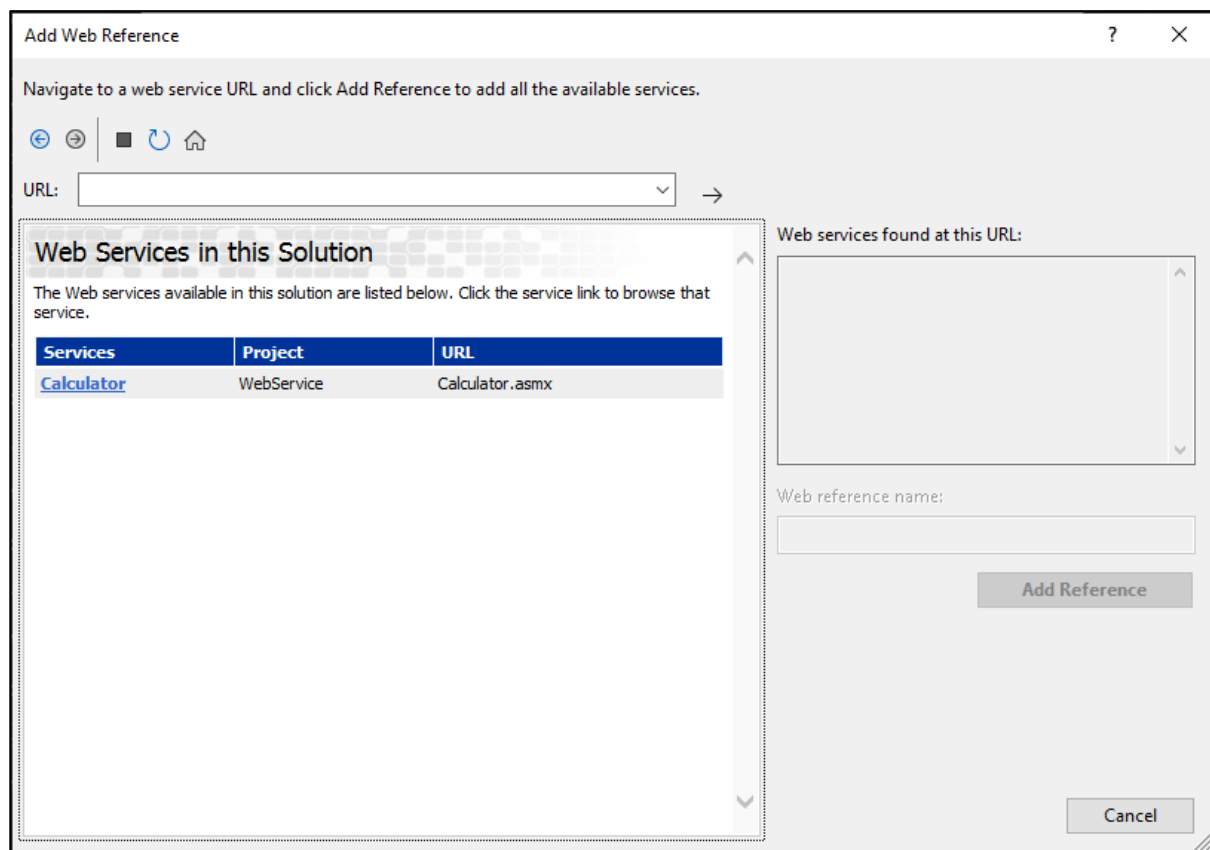 Add Web Reference
?
Navigate to a web service URL and click Add Reference to add all the available services.
URL:
Web Services in this Solution
The Web services available in this solution are listed below. Click the service link to browse that
service.
Services Project URL
Calculator WebService Calculator.asmx
Web services found at this URL:
Web reference name:
Add Reference
Cancel